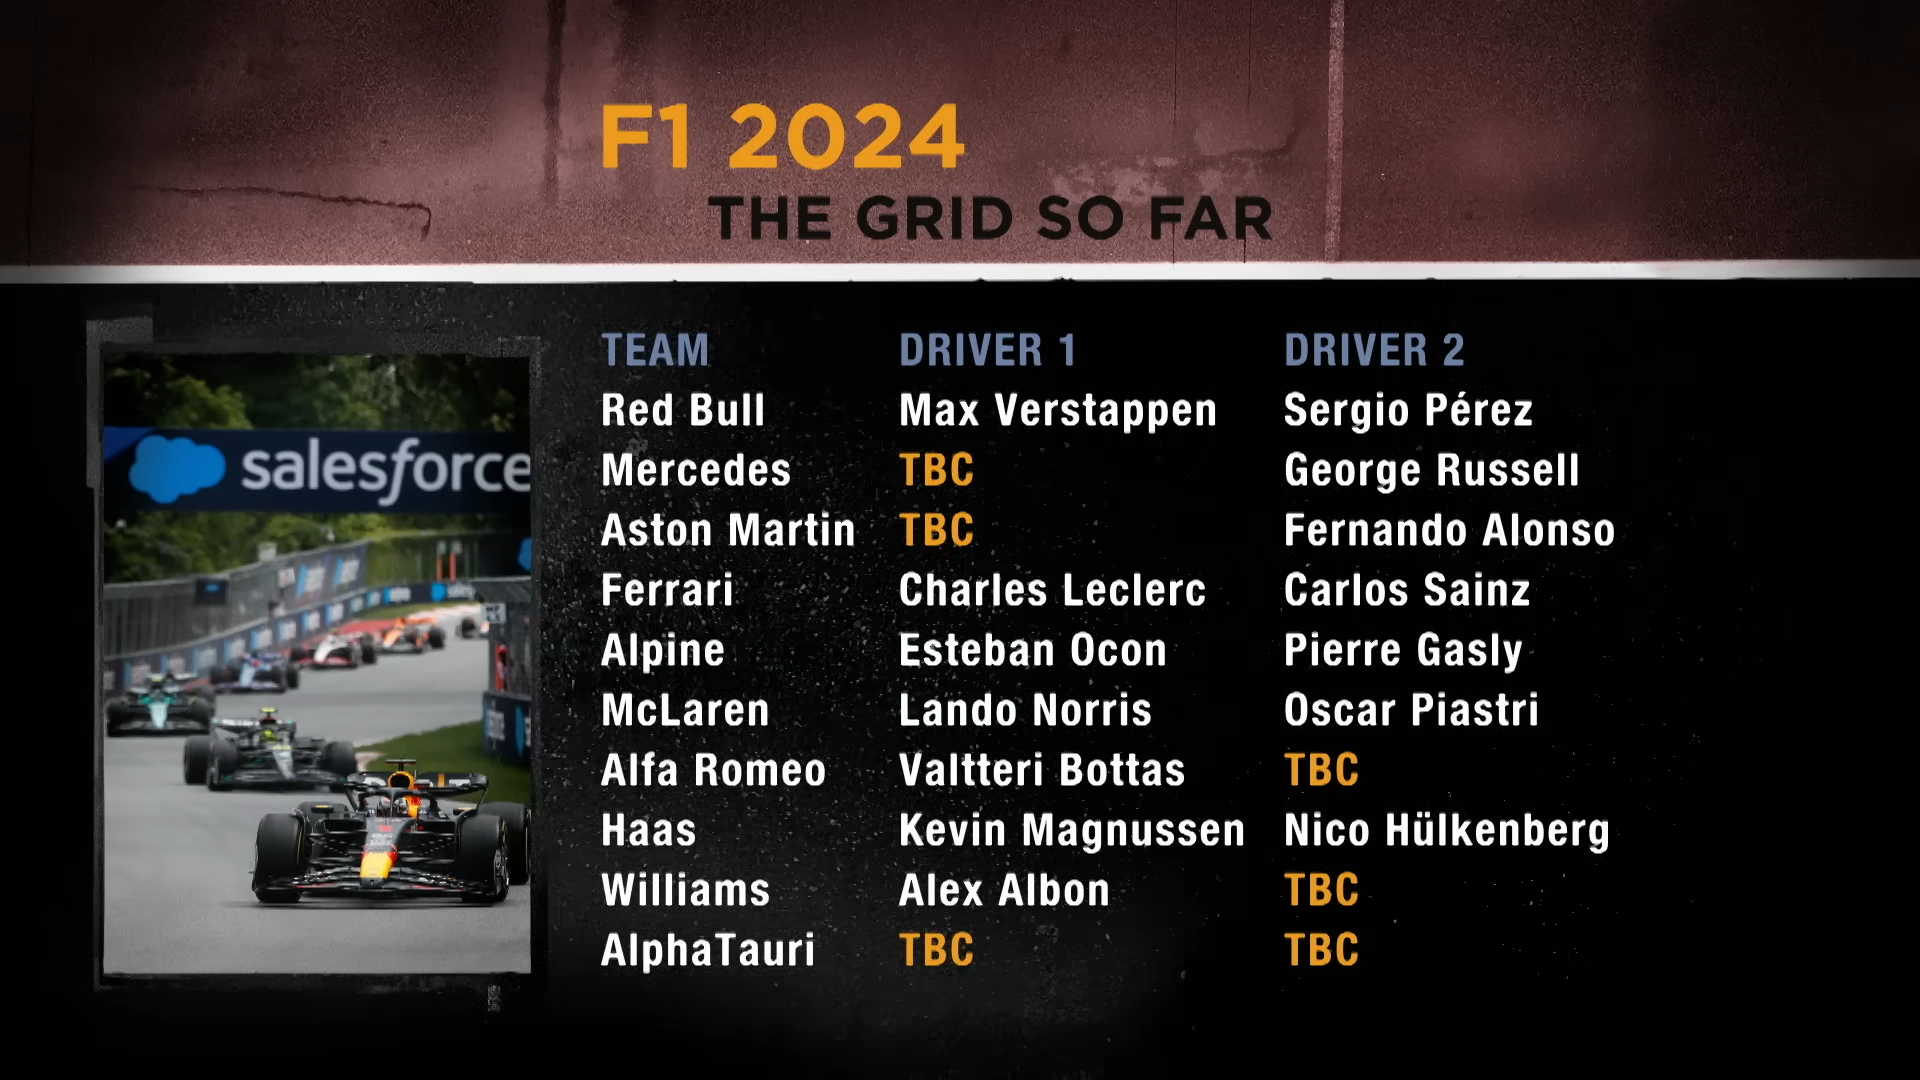 F1 2024
THE GRID SO FAR
salesforce
TEAM DRIVER 1 DRIVER 2
Red Bull Max Verstappen Sergio Pérez
Mercedes TBC George Russell
Aston Martin TBC Fernando Alonso
Ferrari Charles Leclerc Carlos Sainz
Alpine Esteban Ocon Pierre Gasly
McLaren Lando Norris Oscar Piastri
Alfa Romeo Valtteri Bottas TBC
Haas Kevin Magnussen Nico Hülkenberg
Williams Alex Albon TBC
AlphaTauri TBC TBC